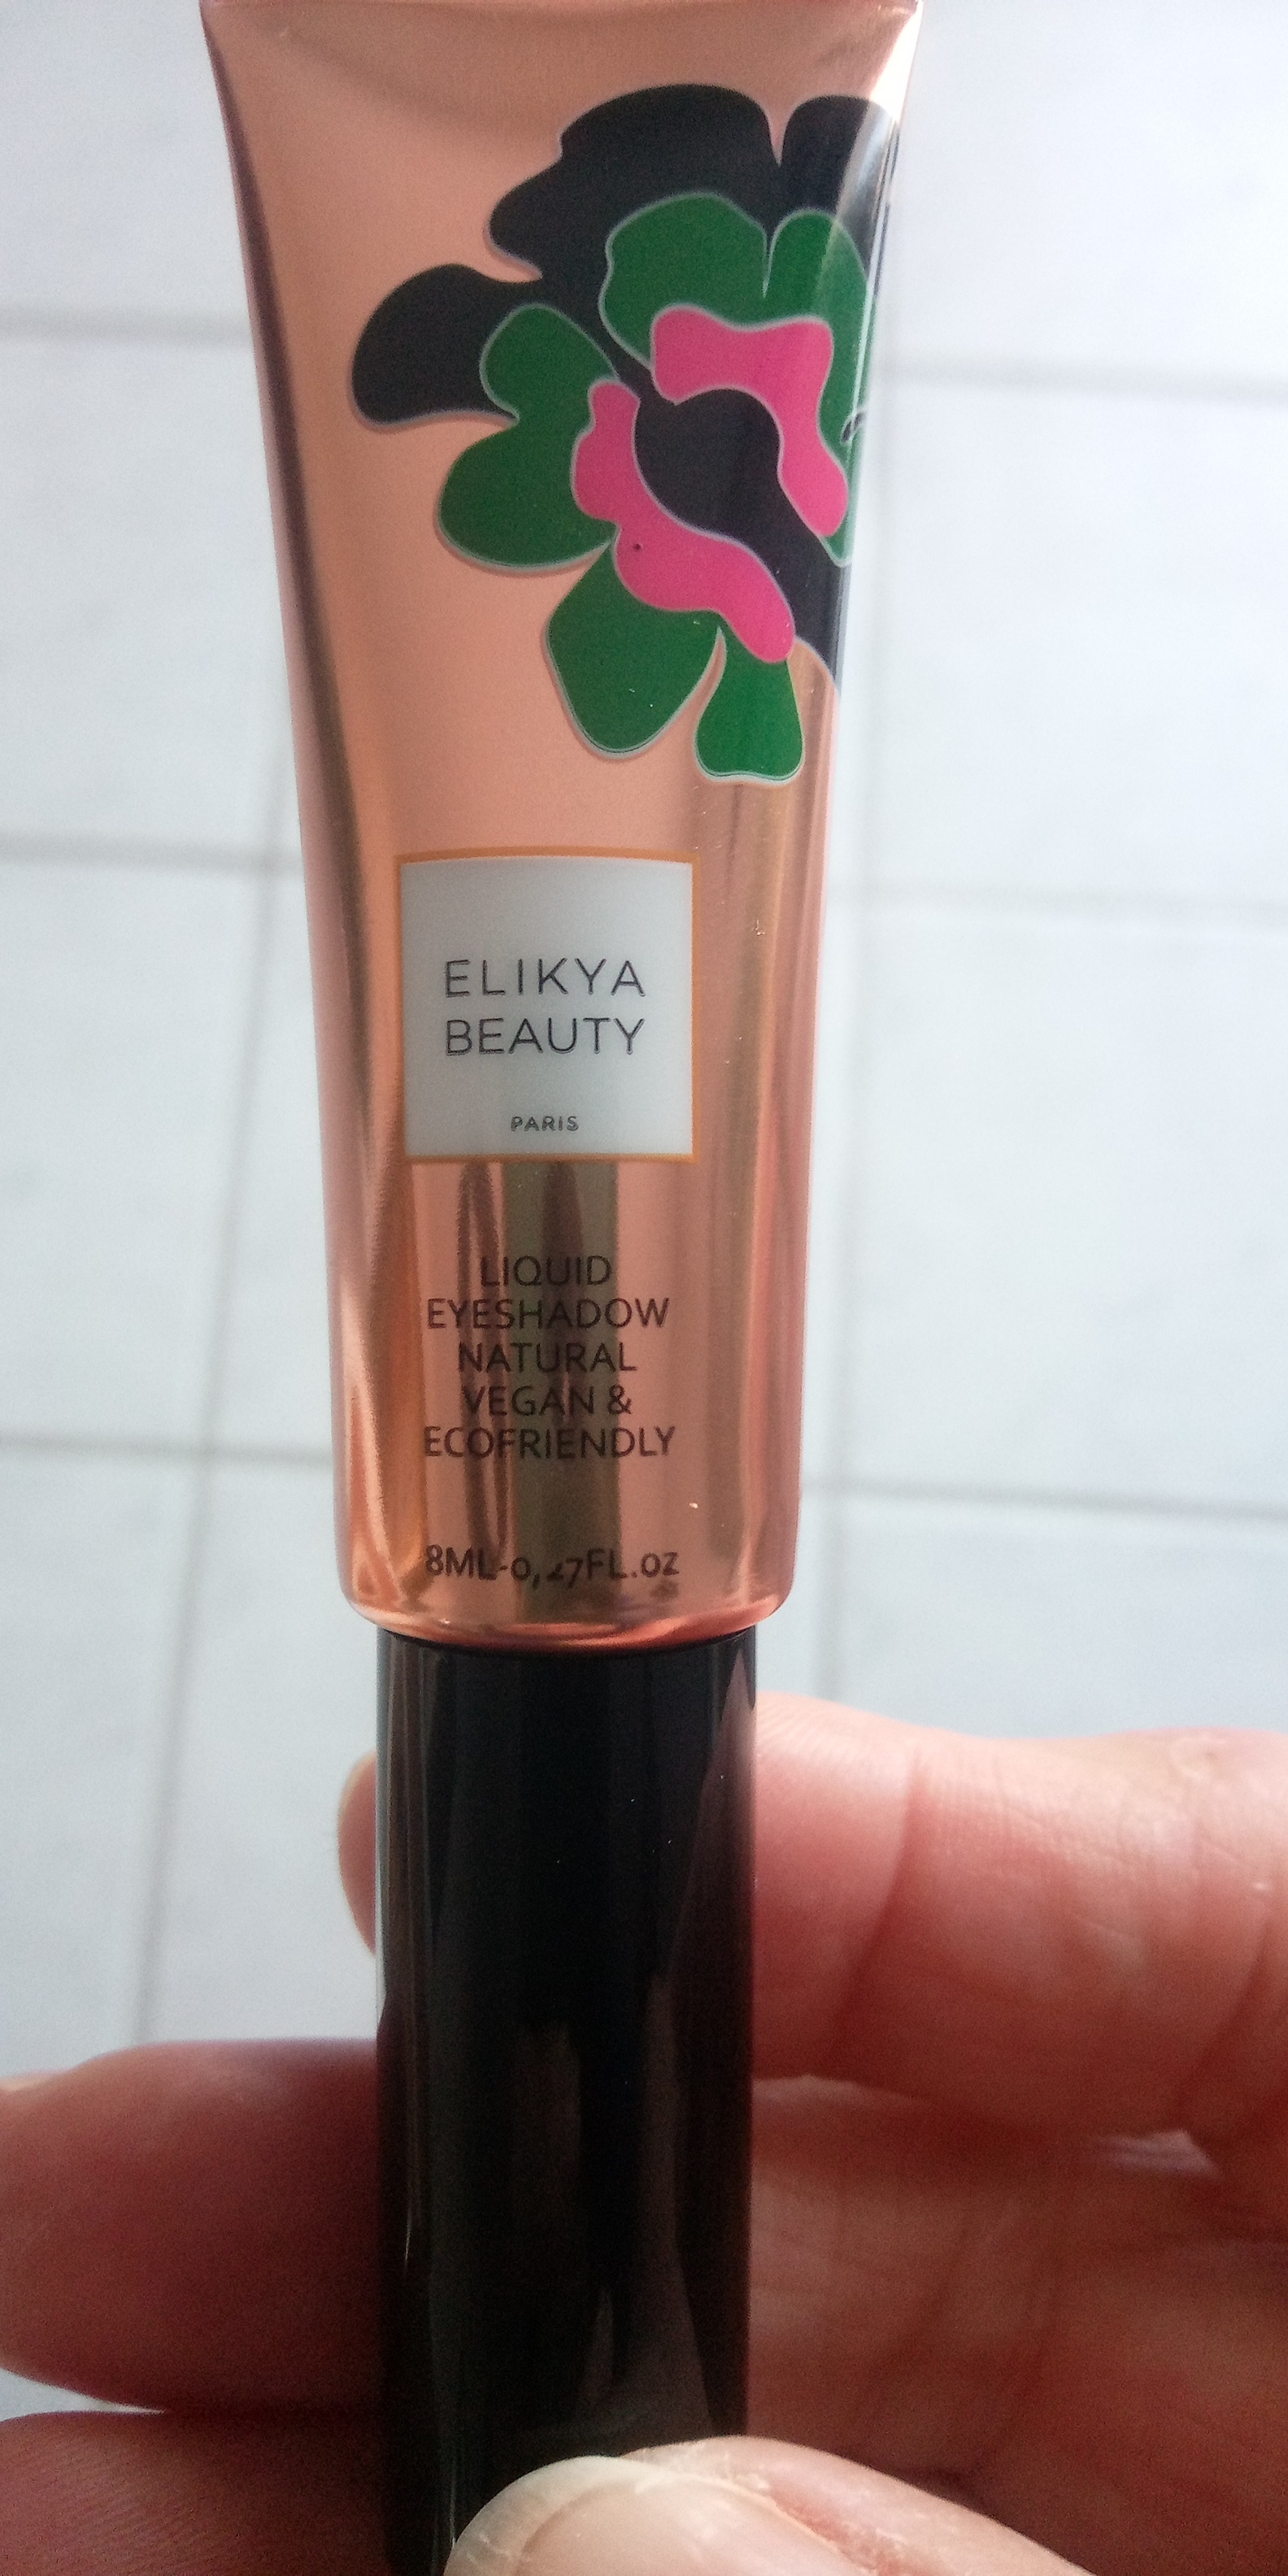 ELIKYA
BEAUTY
PARIS
LIQUID
EYESHADOW
NATURAL
VEGAN &
ECOFRIENDLY
8ML-0,27FL.oz